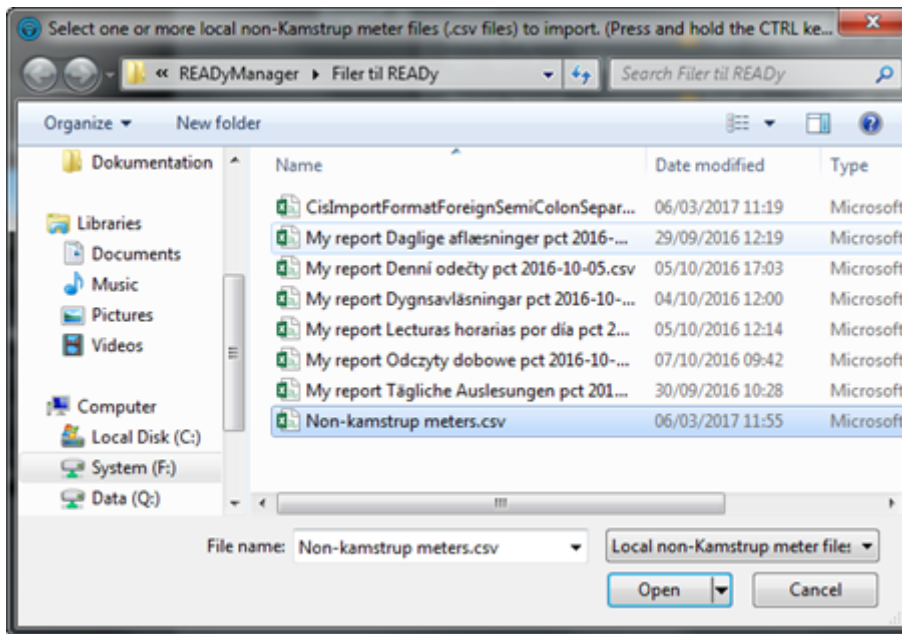 Select one or more local non-Kamstrup meter files (.csv files) to import. (Press and hold the CTRL ke...
« READyManager ▸ Filer til READy
Search Filer til READy
Organize
New folder
Dokumentation
Libraries
Documents
Music
Pictures
Videos
Computer
Local Disk (C:)
System (F:)
Data (Q:)
Name Date modified Type
CisImportFormatForeignSemiColonSepar... 06/03/2017 11:19 Microsoft
My report Daglige aflæsninger pct 2016-... 29/09/2016 12:19 Microsoft
My report Denní odečty pct 2016-10-05.csv 05/10/2016 17:03 Microsoft
My report Dygnsavläsningar pct 2016-10-... 04/10/2016 12:00 Microsoft
My report Lecturas horarias por día pct 2... 05/10/2016 12:14 Microsoft
My report Odczyty dobowe pct 2016-10-... 07/10/2016 09:42 Microsoft
My report Tägliche Auslesungen pct 201... 30/09/2016 10:28 Microsoft
Non-kamstrup meters.csv 06/03/2017 11:55 Microsoft
File name: Non-kamstrup meters.csv
Local non-Kamstrup meter files
Open
Cancel